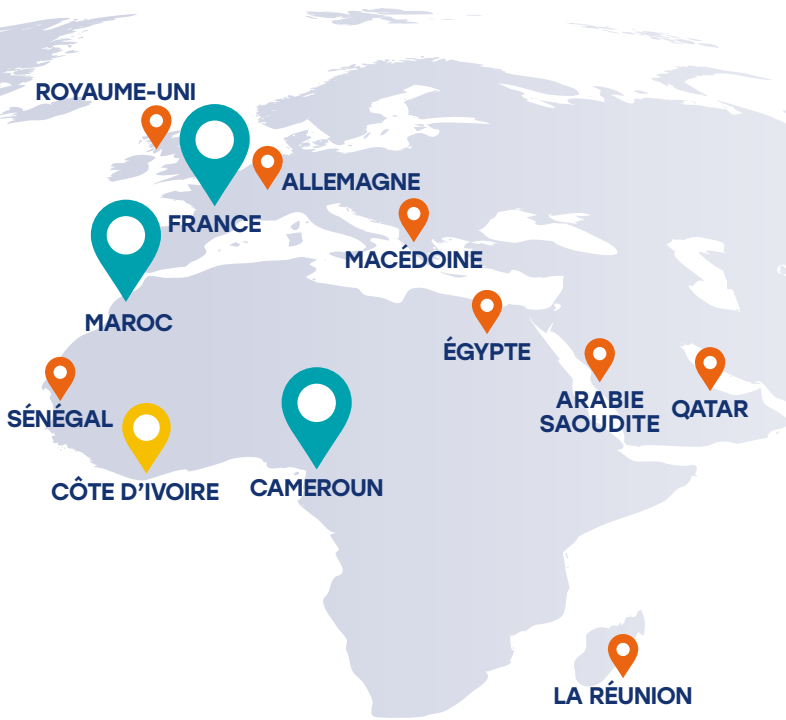 ROYAUME-UNI
ALLEMAGNE
FRANCE
MACÉDOINE
MAROC
ÉGYPTE
ARABIE
SAOUDITE
QATAR
SÉNÉGAL
CÔTE D’IVOIRE
CAMEROUN
LA RÉUNION